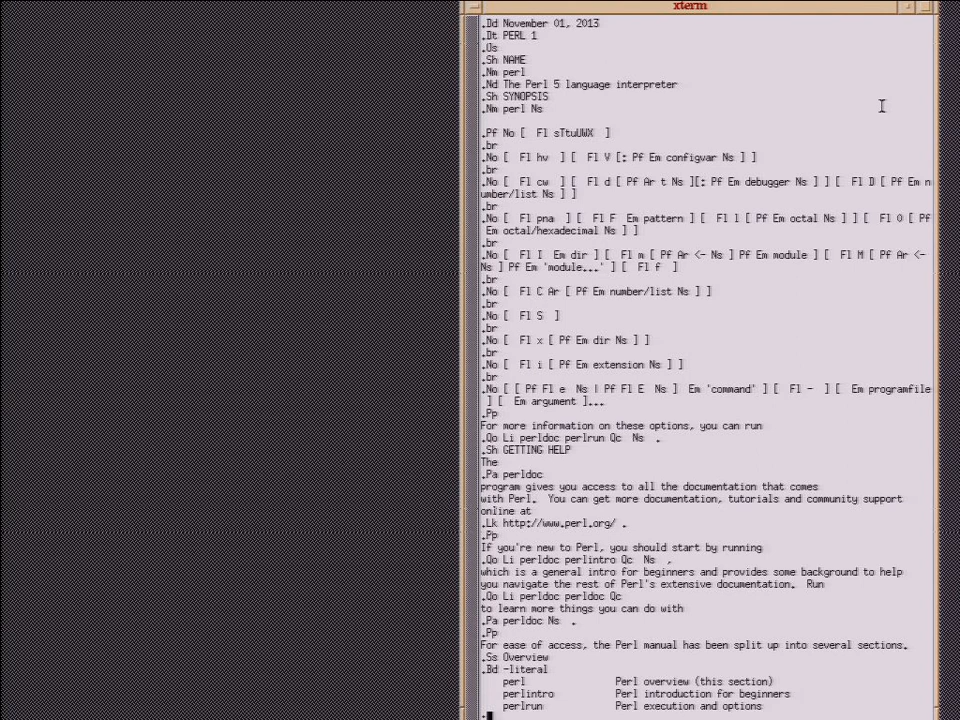 xterm
.Dd November 01, 2013
.Dt PERL 1
.Os
.Sh NAME
.Nm perl
.Nd The Perl 5 language interpreter
.Sh SYNOPSIS
.Nm perl Ns
.Pf No [  Fl sTtuUWX  ]
.br
.No [  Fl hv  ] [  Fl V [: Pf Em configvar Ns ] ]
.br
.No [  Fl cw  ] [  Fl d [ Pf Ar t Ns ][: Pf Em debugger Ns ] ] [  Fl D [ Pf Em n
umber/list Ns ] ]
.br
.No [  Fl pna  ] [  Fl F  Em pattern ] [  Fl l [ Pf Em octal Ns ] ] [  Fl 0 [ Pf
 Em octal/hexadecimal Ns ] ]
.br
.No [  Fl I  Em dir ] [  Fl m [ Pf Ar <- Ns ] Pf Em module ] [  Fl M [ Pf Ar <-
Ns ] Pf Em 'module...' ] [  Fl f  ]
.br
.No [  Fl C Ar [ Pf Em number/list Ns ] ]
.br
.No [  Fl S  ]
.br
.No [  Fl x [ Pf Em dir Ns ] ]
.br
.No [  Fl i [ Pf Em extension Ns ] ]
.br
.No [ [ Pf Fl e  Ns | Pf Fl E  Ns ]  Em 'command' ] [  Fl -  ] [  Em programfile
 ] [  Em argument ]...
.Pp
For more information on these options, you can run
.Qo Li perldoc perlrun Qc  Ns  .
.Sh GETTING HELP
The
.Pa perldoc
program gives you access to all the documentation that comes
with Perl.  You can get more documentation, tutorials and community support
online at
.Lk http://www.perl.org/ .
.Pp
If you're new to Perl, you should start by running
.Qo Li perldoc perlintro Qc  Ns  ,
which is a general intro for beginners and provides some background to help
you navigate the rest of Perl's extensive documentation.  Run
.Qo Li perldoc perldoc Qc
to learn more things you can do with
.Pa perldoc Ns  .
.Pp
For ease of access, the Perl manual has been split up into several sections.
.Ss Overview
.Bd -literal
    perl                Perl overview (this section)
    perlintro           Perl introduction for beginners
    perlrun             Perl execution and options
.